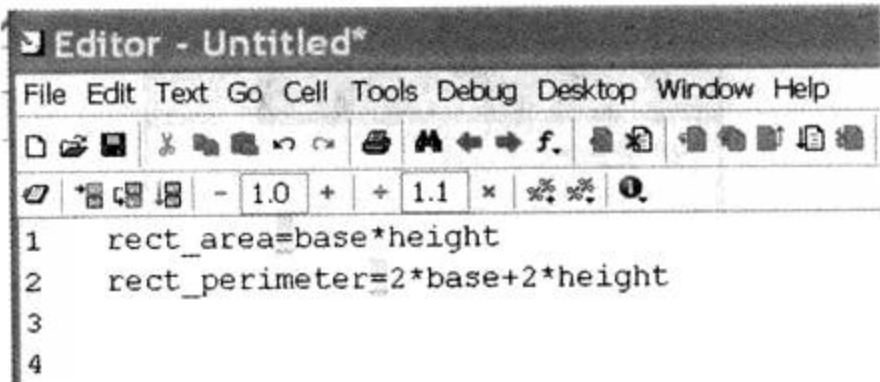 Editor - Untitled*
File Edit Text Go Cell Tools Debug Desktop Window Help
- 1.0 + ÷ 1.1 ×
1 rect_area=base*height
2 rect_perimeter=2*base+2*height
3
4